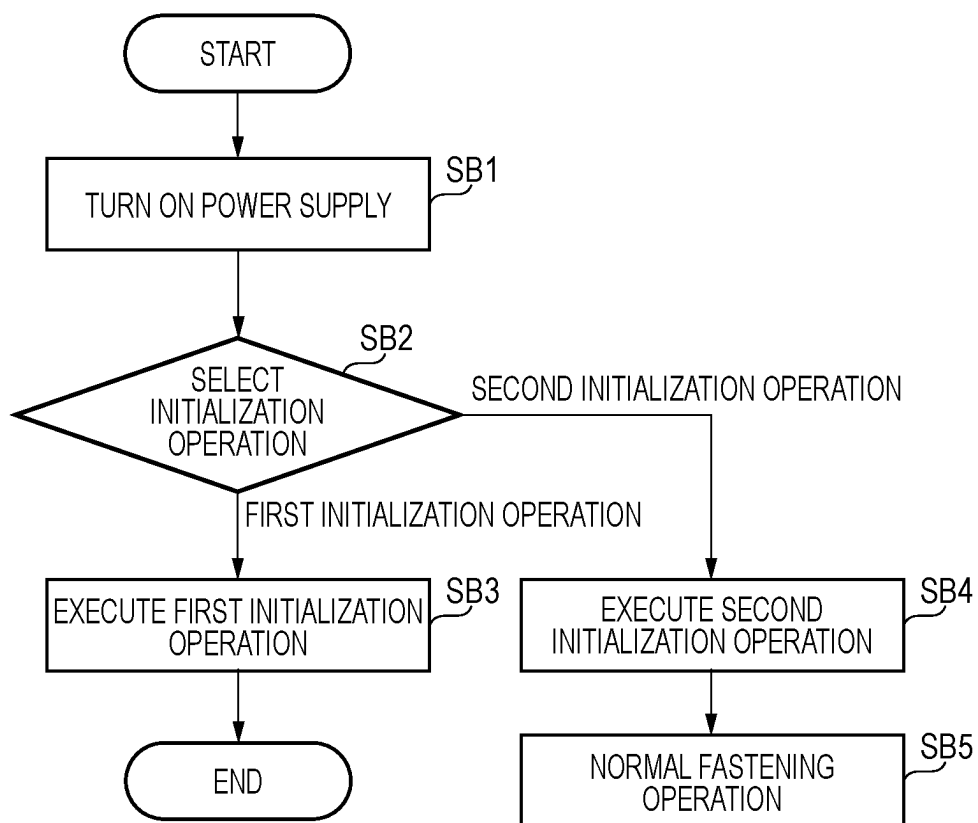 START
SB1
TURN ON POWER SUPPLY
SB2
SELECT
INITIALIZATION
OPERATION
SECOND INITIALIZATION OPERATION
FIRST INITIALIZATION OPERATION
SB3
EXECUTE FIRST INITIALIZATION
OPERATION
SB4
EXECUTE SECOND
INITIALIZATION OPERATION
END
SB5
NORMAL FASTENING
OPERATION